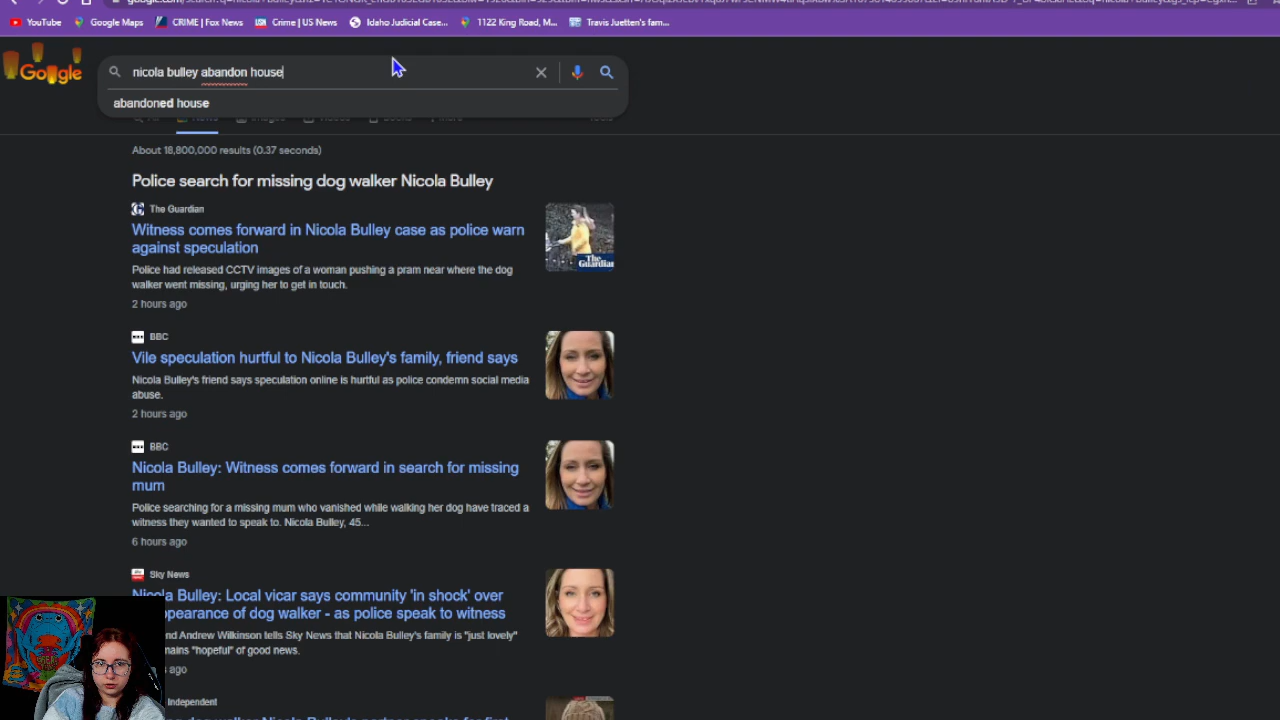 YouTube Google Maps CRIME | Fox News Crime | US News Idaho Judicial Case... 1122 King Road, M... Travis Juetten's fam...
Google
nicola bulley abandon house
abandoned house
About 18,800,000 results (0.37 seconds)
Police search for missing dog walker Nicola Bulley
The Guardian
Witness comes forward in Nicola Bulley case as police warn
against speculation
Police had released CCTV images of a woman pushing a pram near where the dog
walker went missing, urging her to get in touch.
The
Guardian
2 hours ago
BBC
Vile speculation hurtful to Nicola Bulley's family, friend says
Nicola Bulley's friend says speculation online is hurtful as police condemn social media
abuse.
2 hours ago
BBC
Nicola Bulley: Witness comes forward in search for missing
mum
Police searching for a missing mum who vanished while walking her dog have traced a
witness they wanted to speak to. Nicola Bulley, 45...
6 hours ago
Sky News
Nicola Bulley: Local vicar says community 'in shock' over
appearance of dog walker - as police speak to witness
nd Andrew Wilkinson tells Sky News that Nicola Bulley's family is "just lovely"
mains "hopeful" of good news.
ago
Independent